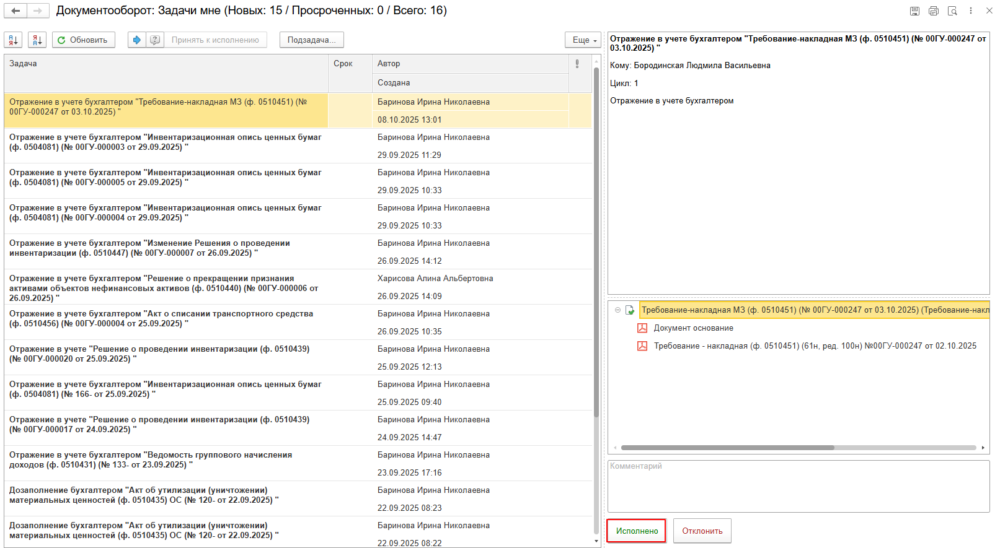 Документооборот: Задачи мне (Новых: 15 / Просроченных: 0 / Всего: 16)
Обновить
Принять к исполнению
Подзадача...
Еще
Задача
Срок
Автор
Создана
Отражение в учете бухгалтером "Требование-накладная МЗ (ф. 0510451) (№
00ГУ-000247 от 03.10.2025) "
Баринова Ирина Николаевна
08.10.2025 13:01
Отражение в учете бухгалтером "Инвентаризационная опись ценных бумаг
(ф. 0504081) (№ 00ГУ-000003 от 29.09.2025) "
Баринова Ирина Николаевна
29.09.2025 11:29
Отражение в учете бухгалтером "Инвентаризационная опись ценных бумаг
(ф. 0504081) (№ 00ГУ-000005 от 29.09.2025) "
Баринова Ирина Николаевна
29.09.2025 10:33
Отражение в учете бухгалтером "Инвентаризационная опись ценных бумаг
(ф. 0504081) (№ 00ГУ-000004 от 29.09.2025) "
Баринова Ирина Николаевна
29.09.2025 10:33
Отражение в учете бухгалтером "Изменение Решения о проведении
инвентаризации (ф. 0510447) (№ 00ГУ-000007 от 26.09.2025) "
Баринова Ирина Николаевна
26.09.2025 14:12
Отражение в учете бухгалтером "Решение о прекращении признания
активами объектов нефинансовых активов (ф. 0510440) (№ 00ГУ-000006 от
26.09.2025) "
Харисова Алина Альбертовна
26.09.2025 14:09
Отражение в учете бухгалтером "Акт о списании транспортного средства
(ф. 0510456) (№ 00ГУ-000004 от 25.09.2025) "
Баринова Ирина Николаевна
26.09.2025 10:35
Отражение в учете "Решение о проведении инвентаризации (ф. 0510439)
(№ 00ГУ-000020 от 25.09.2025) "
Баринова Ирина Николаевна
25.09.2025 12:13
Отражение в учете бухгалтером "Инвентаризационная опись ценных бумаг
(ф. 0504081) (№ 166- от 25.09.2025) "
Баринова Ирина Николаевна
25.09.2025 09:40
Отражение в учете "Решение о проведении инвентаризации (ф. 0510439)
(№ 00ГУ-000017 от 24.09.2025) "
Баринова Ирина Николаевна
24.09.2025 14:47
Отражение в учете бухгалтером "Ведомость группового начисления
доходов (ф. 0510431) (№ 133- от 23.09.2025) "
Баринова Ирина Николаевна
23.09.2025 17:16
Дозаполнение бухгалтером "Акт об утилизации (уничтожении)
материальных ценностей (ф. 0510435) ОС (№ 120- от 22.09.2025) "
Баринова Ирина Николаевна
22.09.2025 08:23
Дозаполнение бухгалтером "Акт об утилизации (уничтожении)
материальных ценностей (ф. 0510435) ОС (№ 120- от 22.09.2025) "
Баринова Ирина Николаевна
22.09.2025 08:22
Отражение в учете бухгалтером "Требование-накладная МЗ (ф. 0510451) (№ 00ГУ-000247 от
03.10.2025) "
Кому: Бородинская Людмила Васильевна
Цикл: 1
Отражение в учете бухгалтером
Требование-накладная МЗ (ф. 0510451) (№ 00ГУ-000247 от 03.10.2025) (Требование-накл
Документ основание
Требование - накладная (ф. 0510451) (61н, ред. 100н) №00ГУ-000247 от 02.10.2025
Комментарий
Исполнено
Отклонить